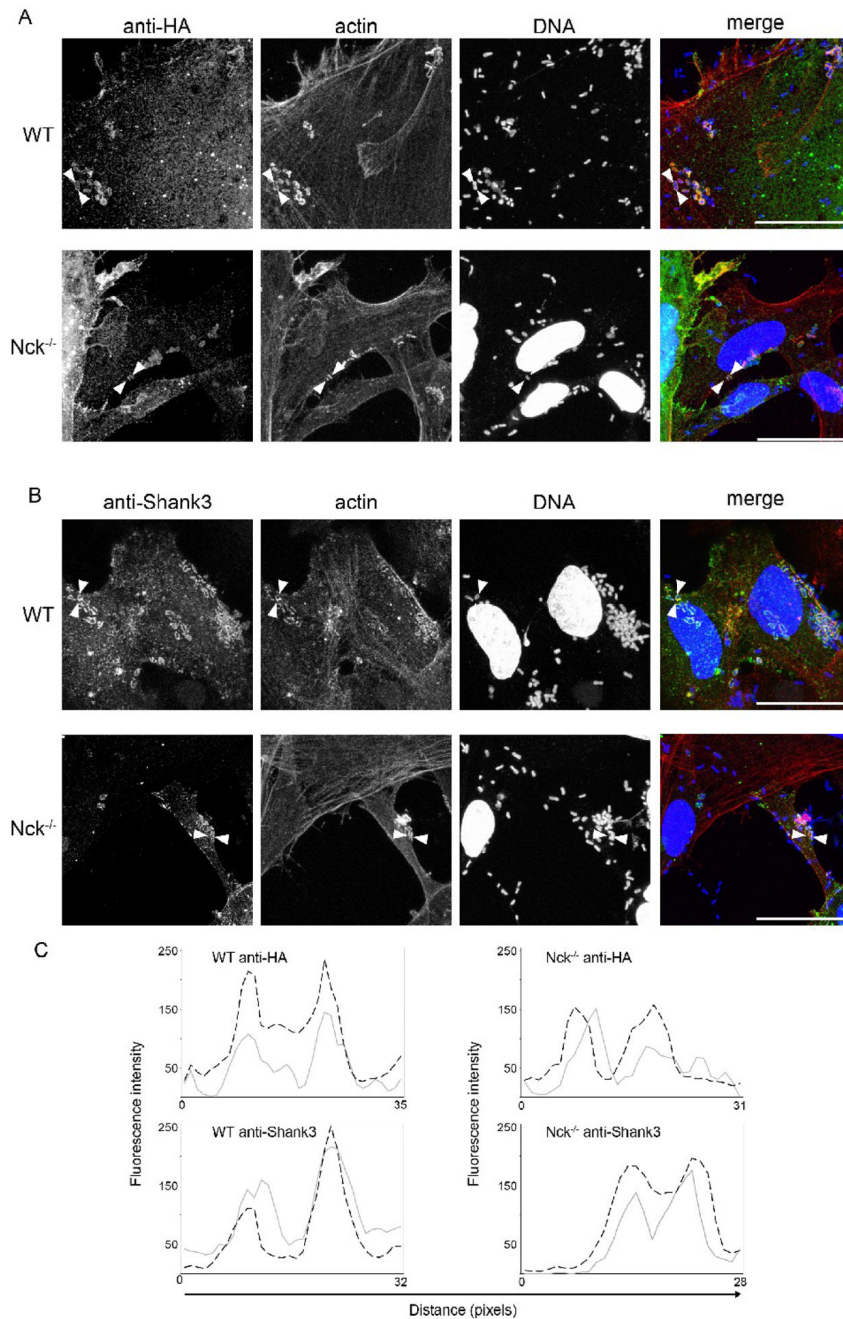 A
anti-HA actin DNA merge
WT
Nck-/-
B
anti-Shank3 actin DNA merge
WT
Nck-/-
C
250 WT anti-HA 250 Nck-/- anti-HA
150 150
50 50
0 35 0 31
Fluorescence intensity Fluorescence intensity
250 WT anti-Shank3 250 Nck-/- anti-Shank3
150 150
50 50
0 32 0 28
Distance (pixels)